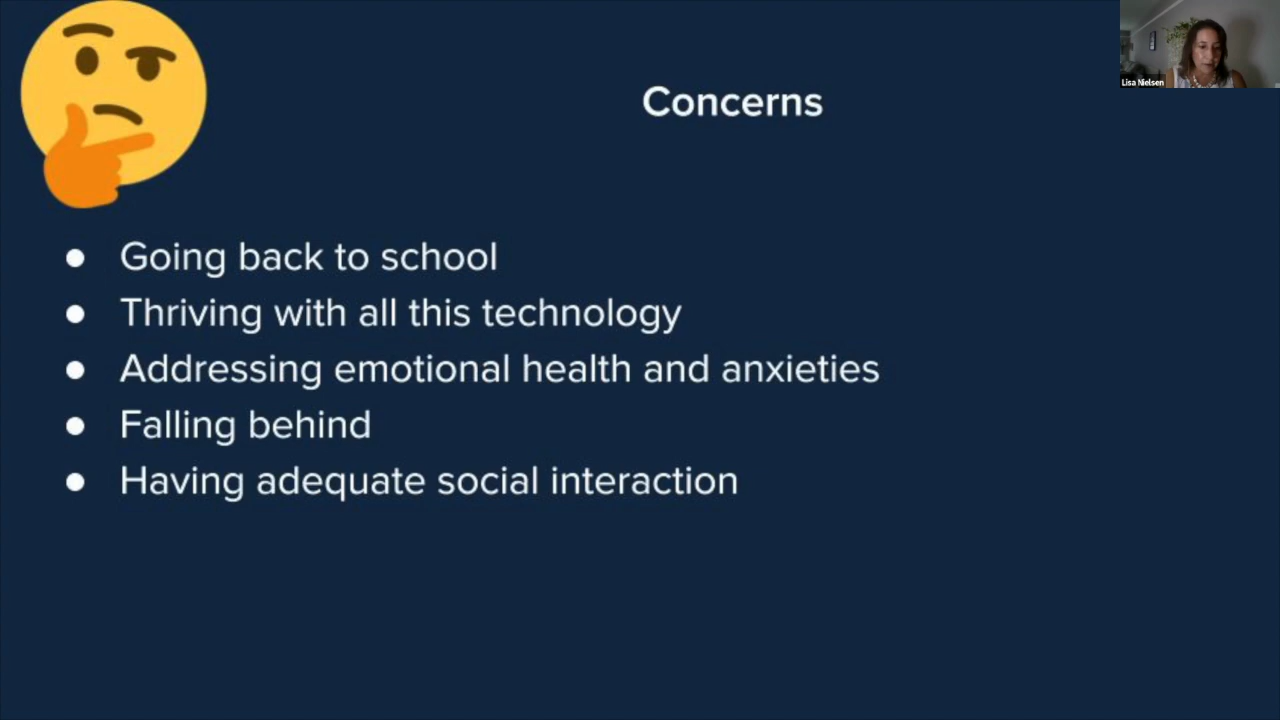 Lisa Nielsen
Concerns
● Going back to school
● Thriving with all this technology
● Addressing emotional health and anxieties
● Falling behind
● Having adequate social interaction